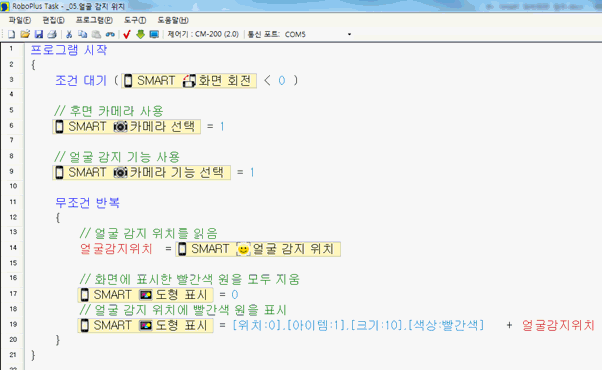 RoboPlus Task - _05.얼굴 감지 위치
파일(F) 편집(E) 프로그램(P) 도구(T) 도움말(H)
제어기 : CM-200 (2.0) 통신 포트: COM5
1 프로그램 시작
2 {
3 조건 대기 ( SMART 화면 회전 < 0 )
4
5 // 후면 카메라 사용
6 SMART 카메라 선택 = 1
7
8 // 얼굴 감지 기능 사용
9 SMART 카메라 기능 선택 = 1
10
11 무조건 반복
12 {
13 // 얼굴 감지 위치를 읽음
14 얼굴감지위치 = SMART 얼굴 감지 위치
15
16 // 화면에 표시한 빨간색 원을 모두 지움
17 SMART 도형 표시 = 0
18 // 얼굴 감지 위치에 빨간색 원을 표시
19 SMART 도형 표시 = [위치:0].[아이템:1].[크기:10].[색상:빨간색] + 얼굴감지위치
20 }
21 }